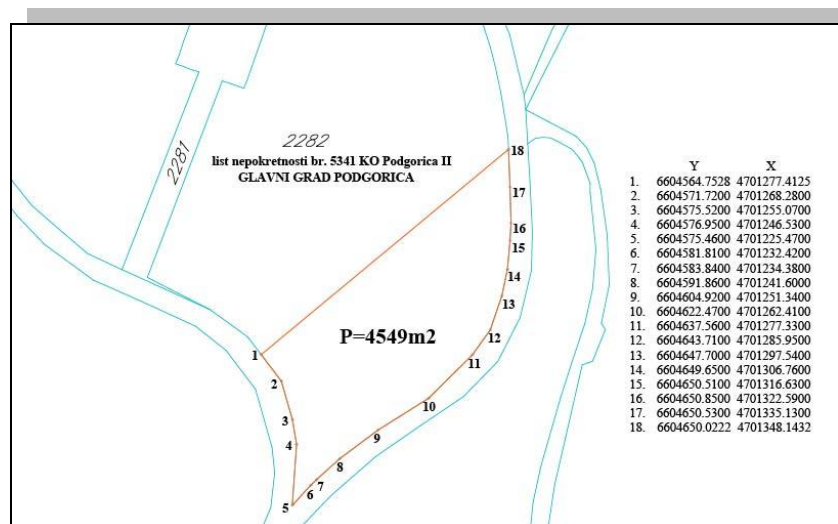 2282
2281
list nepokretnosti br. 5341 KO Podgorica II
GLAVNI GRAD PODGORICA
P=4549m2
1
2
3
4
5
6
7
8
9
10
11
12
13
14
15
16
17
18
Y X
1. 6604564.7528 4701277.4125
2. 6604571.7200 4701268.2800
3. 6604575.5200 4701255.0700
4. 6604576.9500 4701246.5300
5. 6604575.4600 4701225.4700
6. 6604581.8100 4701232.4200
7. 6604583.8400 4701234.3800
8. 6604591.8600 4701241.6000
9. 6604604.9200 4701251.3400
10. 6604622.4700 4701262.4100
11. 6604637.5600 4701277.3300
12. 6604643.7100 4701285.9500
13. 6604647.7000 4701297.5400
14. 6604649.6500 4701306.7600
15. 6604650.5100 4701316.6300
16. 6604650.8500 4701322.5900
17. 6604650.5300 4701335.1300
18. 6604650.0222 4701348.1432